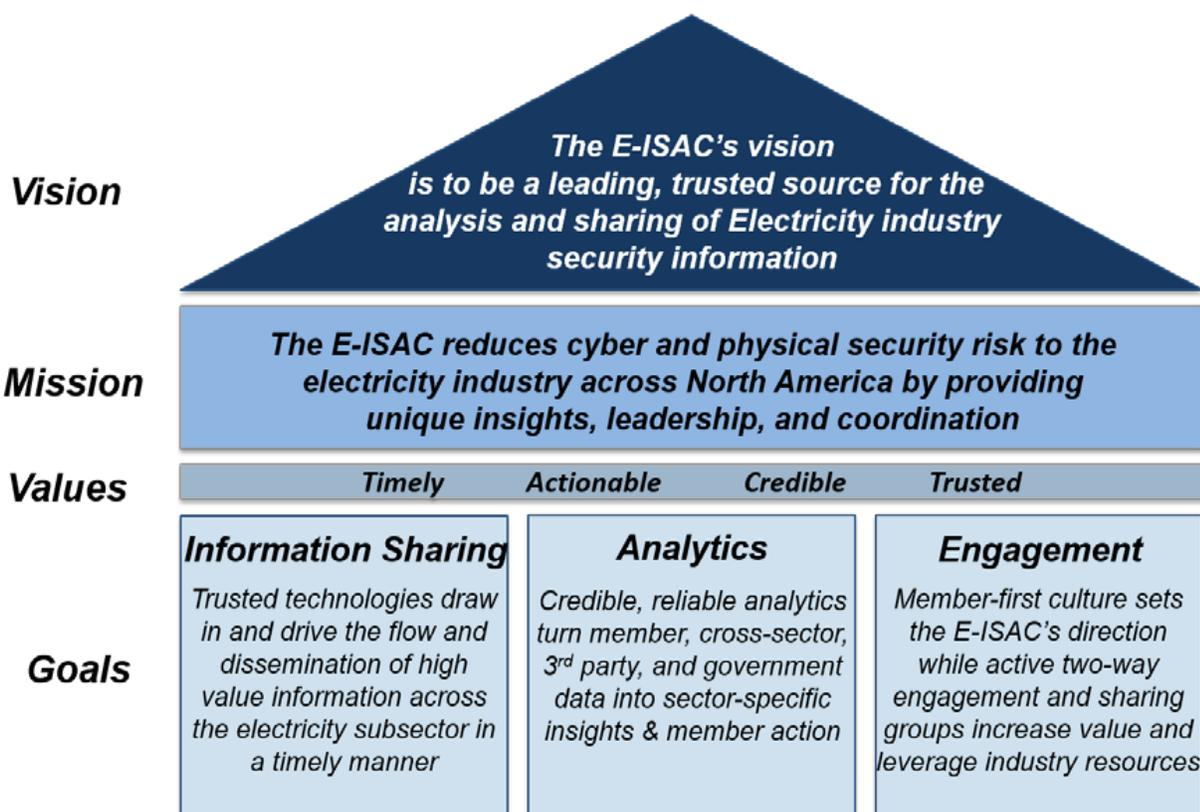 Vision
The E-ISAC's vision
is to be a leading, trusted source for the
analysis and sharing of Electricity industry
security information
Mission
The E-ISAC reduces cyber and physical security risk to the
electricity industry across North America by providing
unique insights, leadership, and coordination
Values
Timely Actionable Credible Trusted
Goals
Information Sharing
Trusted technologies draw
in and drive the flow and
dissemination of high
value information across
the electricity subsector in
a timely manner
Analytics
Credible, reliable analytics
turn member, cross-sector,
3rd party, and government
data into sector-specific
insights & member action
Engagement
Member-first culture sets
the E-ISAC's direction
while active two-way
engagement and sharing
groups increase value and
leverage industry resources